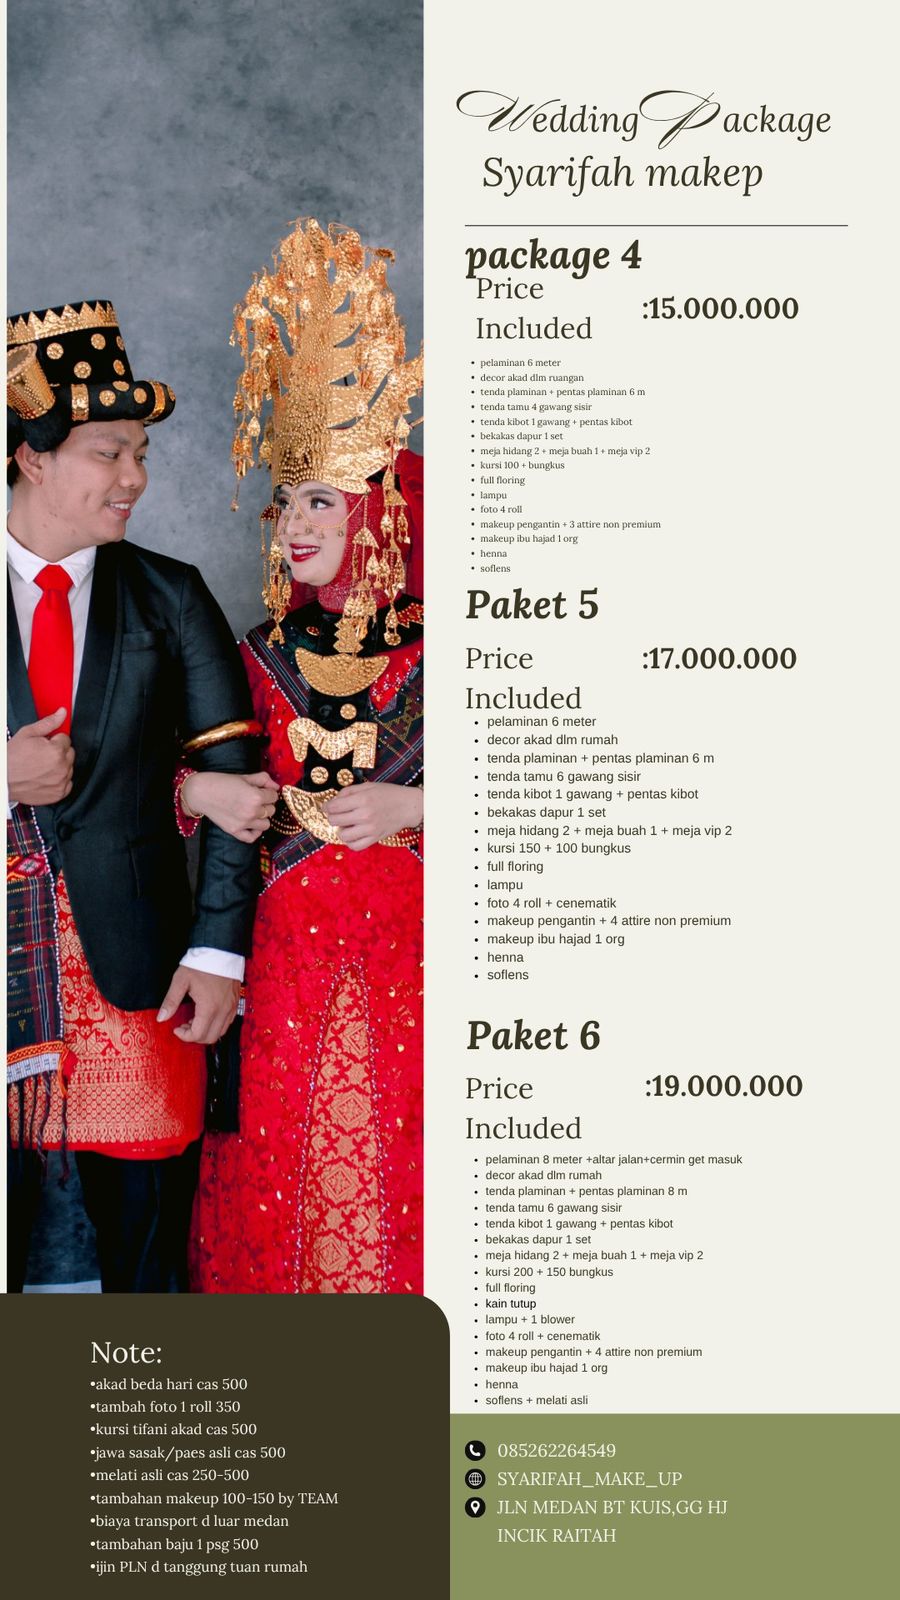 Wedding Package
Syarifah makep
package 4
Price
Included
:15.000.000
• pelaminan 6 meter
• decor akad dlm ruangan
• tenda plaminan + pentas plaminan 6 m
• tenda tamu 4 gawang sisir
• tenda kibot 1 gawang + pentas kibot
• bekakas dapur 1 set
• meja hidang 2 + meja buah 1 + meja vip 2
• kursi 100 + bungkus
• full floring
• lampu
• foto 4 roll
• makeup pengantin + 3 attire non premium
• makeup ibu hajad 1 org
• henna
• soflens
Paket 5
Price
Included
:17.000.000
• pelaminan 6 meter
• decor akad dlm rumah
• tenda plaminan + pentas plaminan 6 m
• tenda tamu 6 gawang sisir
• tenda kibot 1 gawang + pentas kibot
• bekakas dapur 1 set
• meja hidang 2 + meja buah 1 + meja vip 2
• kursi 150 + 100 bungkus
• full floring
• lampu
• foto 4 roll + cenematik
• makeup pengantin + 4 attire non premium
• makeup ibu hajad 1 org
• henna
• soflens
Paket 6
Price
Included
:19.000.000
• pelaminan 8 meter +altar jalan+cermin get masuk
• decor akad dlm rumah
• tenda plaminan + pentas plaminan 8 m
• tenda tamu 6 gawang sisir
• tenda kibot 1 gawang + pentas kibot
• bekakas dapur 1 set
• meja hidang 2 + meja buah 1 + meja vip 2
• kursi 200 + 150 bungkus
• full floring
• kain tutup
• lampu + 1 blower
• foto 4 roll + cenematik
• makeup pengantin + 4 attire non premium
• makeup ibu hajad 1 org
• henna
• soflens + melati asli
Note:
•akad beda hari cas 500
•tambah foto 1 roll 350
•kursi tifani akad cas 500
•jawa sasak/paes asli cas 500
•melati asli cas 250-500
•tambahan makeup 100-150 by TEAM
•biaya transport d luar medan
•tambahan baju 1 psg 500
•ijin PLN d tanggung tuan rumah
085262264549
SYARIFAH_MAKE_UP
JLN MEDAN BT KUIS,GG HJ
INCIK RAITAH